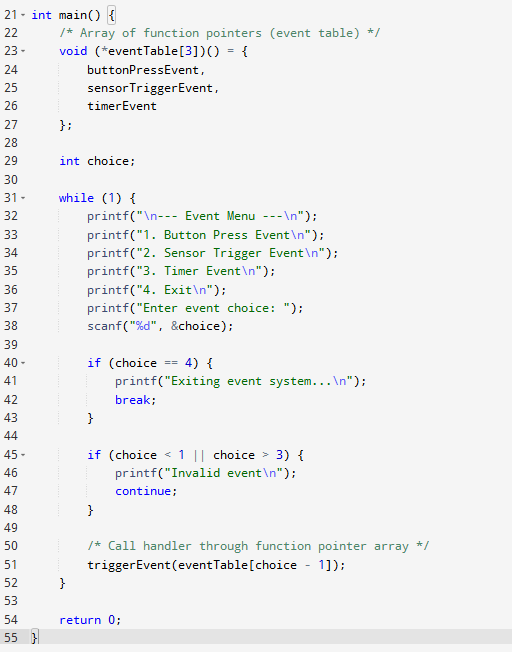 21 int main() {
22     /* Array of function pointers (event table) */
23     void (*eventTable[3])() = {
24         buttonPressEvent,
25         sensorTriggerEvent,
26         timerEvent
27     };
28
29     int choice;
30
31     while (1) {
32         printf("\n--- Event Menu ---\n");
33         printf("1. Button Press Event\n");
34         printf("2. Sensor Trigger Event\n");
35         printf("3. Timer Event\n");
36         printf("4. Exit\n");
37         printf("Enter event choice: ");
38         scanf("%d", &choice);
39
40         if (choice == 4) {
41             printf("Exiting event system...\n");
42             break;
43         }
44
45         if (choice < 1 || choice > 3) {
46             printf("Invalid event\n");
47             continue;
48         }
49
50         /* Call handler through function pointer array */
51         triggerEvent(eventTable[choice - 1]);
52     }
53
54     return 0;
55 }